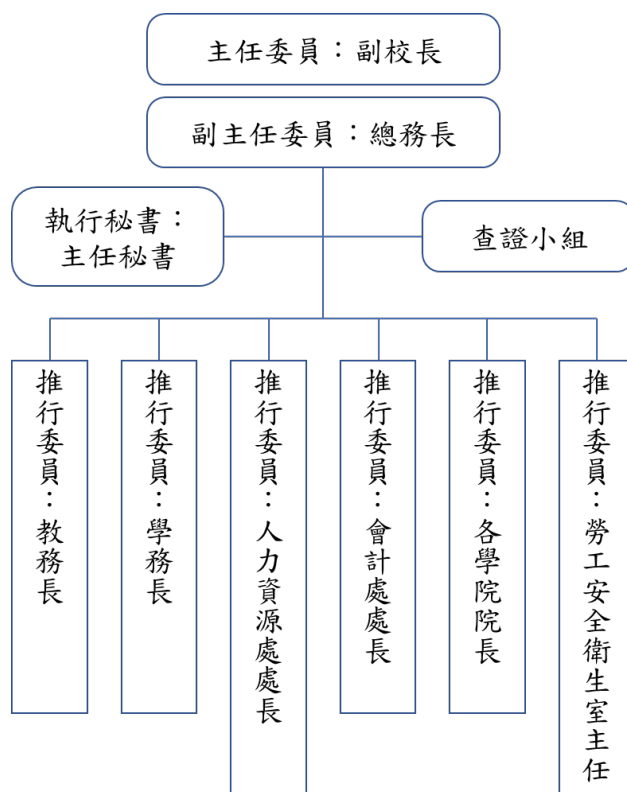 主任委員：副校長
副主任委員：總務長
執行秘書：
主任秘書
查證小組
推行委員：教務長
推行委員：學務長
推行委員：人力資源處處長
推行委員：會計處處長
推行委員：各學院院長
推行委員：勞工安全衛生室主任